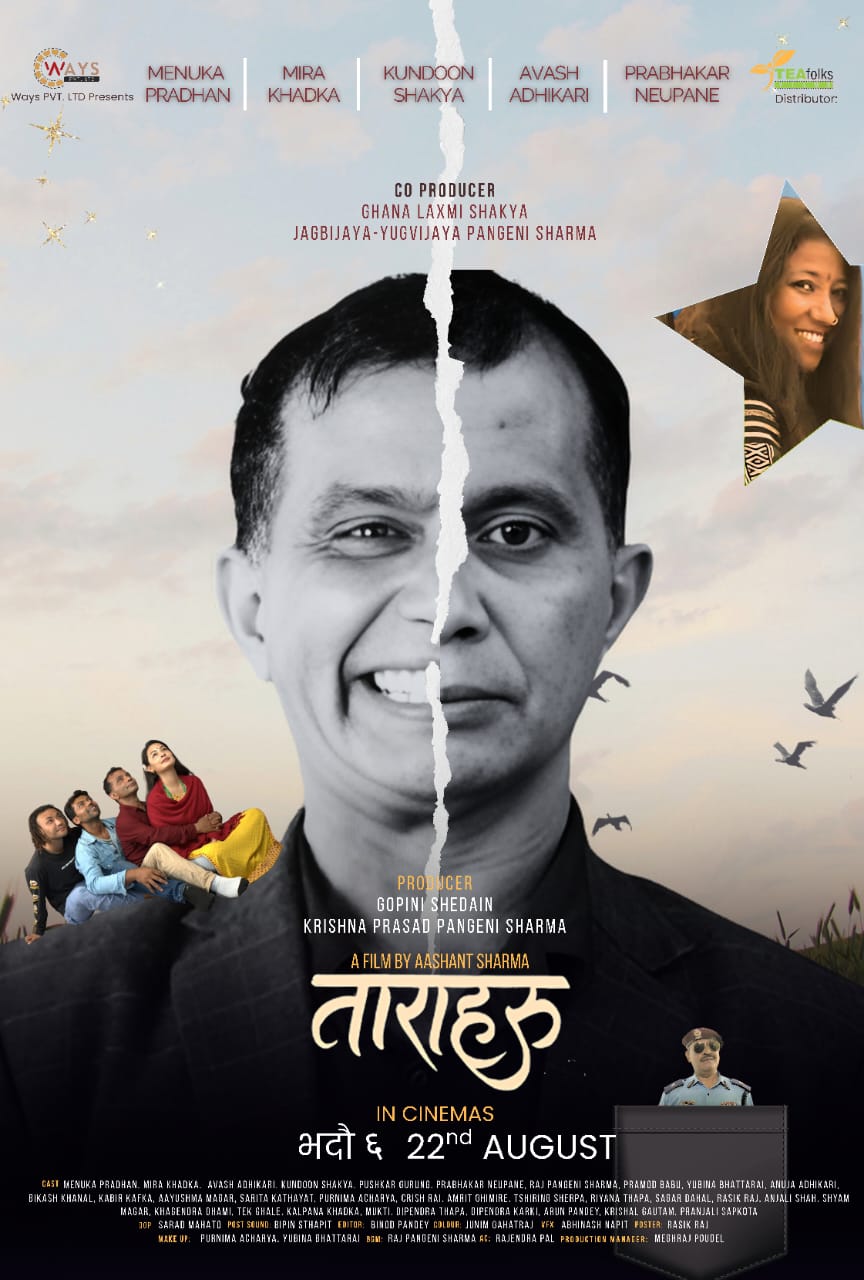 WAYS
PVT. LTD
Ways PVT. LTD Presents
MENUKA
PRADHAN
MIRA
KHADKA
KUNDOON
SHAKYA
AVASH
ADHIKARI
PRABHAKAR
NEUPANE
TEAfolks
Distributor:
CO PRODUCER
GHANA LAXMI SHAKYA
JAGBIJAYA-YUGVIJAYA PANGENI SHARMA
PRODUCER
GOPINI SHEDAIN
KRISHNA PRASAD PANGENI SHARMA
A FILM BY AASHANT SHARMA
ताराहरु
IN CINEMAS
भदौ ६ 22nd AUGUST
CAST MENUKA PRADHAN. MIRA KHADKA. AVASH ADHIKARI. KUNDOON SHAKYA. PUSHKAR GURUNG. PRABHAKAR NEUPANE, RAJ PANGENI SHARMA, PRAMOD BABU, YUBINA BHATTARAI, ANUJA ADHIKARI,
BIKASH KHANAL, KABIR KAFKA, AAYUSHMA MAGAR, SARITA KATHAYAT, PURNIMA ACHARYA, CRISH RAI. AMRIT GHIMIRE. TSHIRING SHERPA, RIYANA THAPA, SAGAR DAHAL, RASIK RAJ. ANJALI SHAH. SHYAM
MAGAR, KHAGENDRA DHAMI, TEK GHALE. KALPANA KHADKA, MUKTI. DIPENDRA THAPA, DIPENDRA KARKI, ARUN PANDEY, KRISHAL GAUTAM, PRANJALI SAPKOTA
DOP SARAD MAHATO POST SOUND: BIPIN STHAPIT EDITOR: BINOD PANDEY COLOUR: JUNIM GAHATRAJ VFX ABHINASH NAPIT POSTER: RASIK RAJ
MAKE UP: PURNIMA ACHARYA, YUBINA BHATTARAI BGM: RAJ PANGENI SHARMA AC: RAJENDRA PAL PRODUCTION MANAGER: MEGHRAJ POUDEL